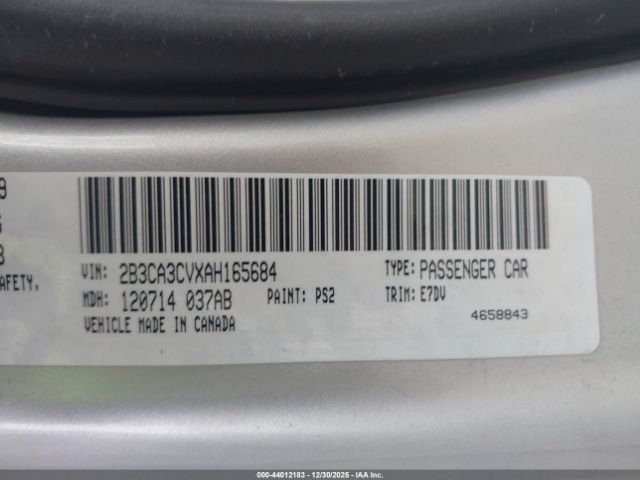 AFETY,
VIN: 2B3CA3CVXAH165684 TYPE: PASSENGER CAR
MDH: 120714 037AB PAINT: PS2 TRIM: E7DV
VEHICLE MADE IN CANADA 4658843
000-44012183 - 12/30/2025 - IAA Inc.